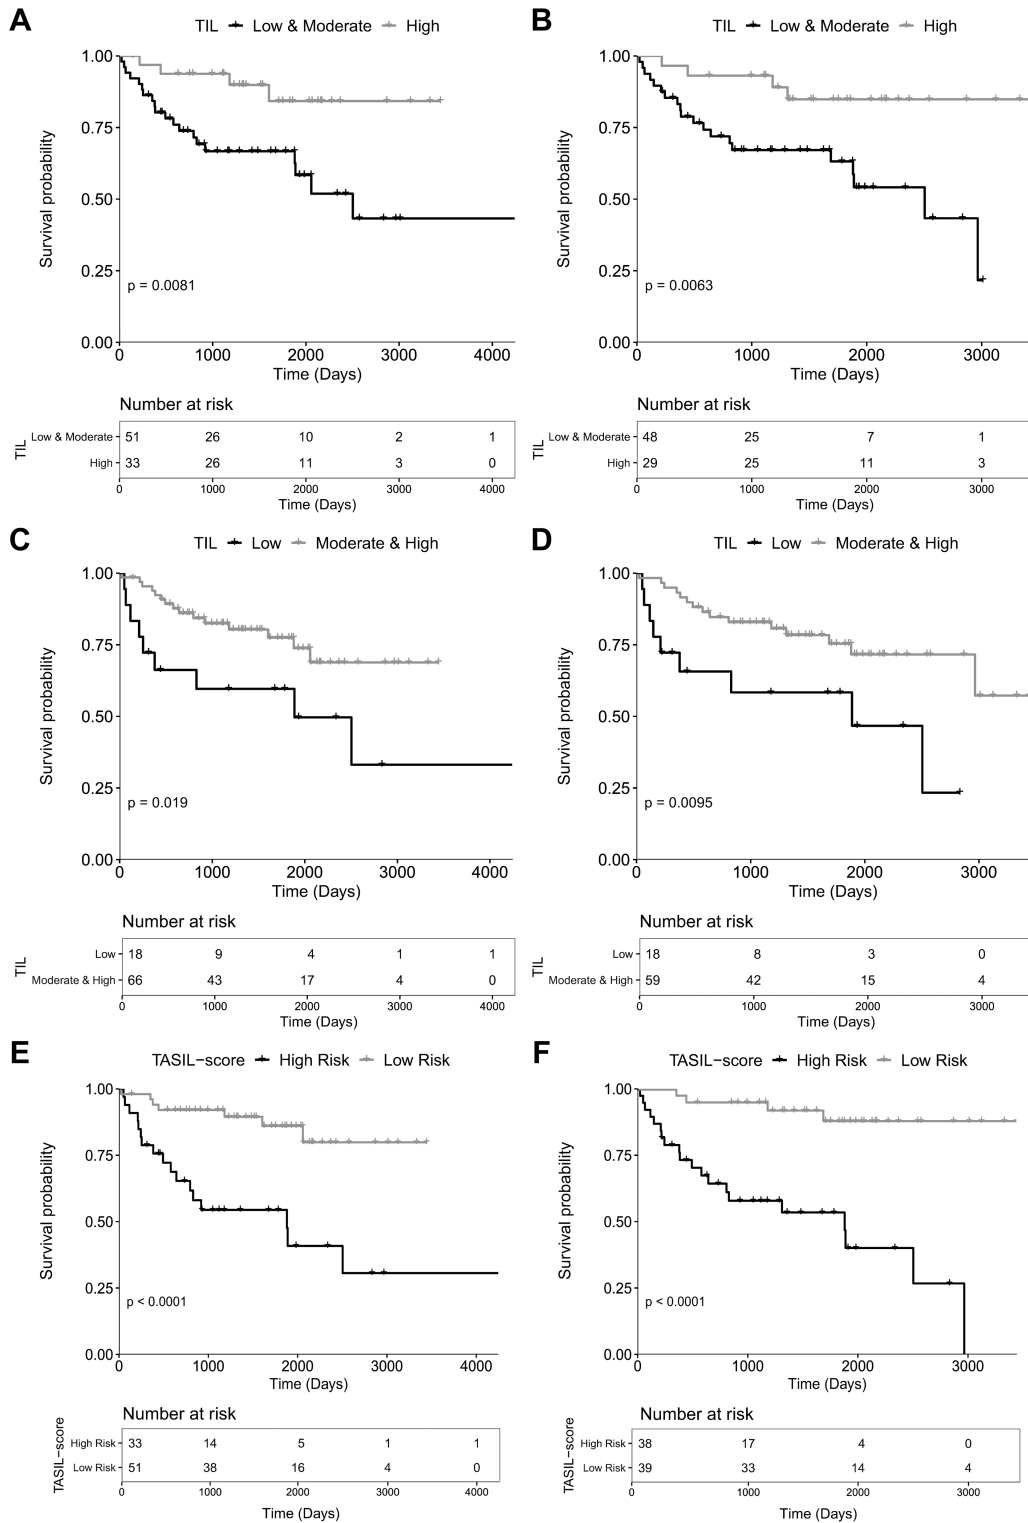 A
TIL Low & Moderate High
1.00
0.75
0.50
0.25
0.00
Survival probability
p = 0.0081
0 1000 2000 3000 4000
Time (Days)
Number at risk
TIL
Low & Moderate 51 26 10 2 1
High 33 26 11 3 0
0 1000 2000 3000 4000
Time (Days)
B
TIL Low & Moderate High
1.00
0.75
0.50
0.25
0.00
Survival probability
p = 0.0063
0 1000 2000 3000
Time (Days)
Number at risk
TIL
Low & Moderate 48 25 7 1
High 29 25 11 3
0 1000 2000 3000
Time (Days)
C
TIL Low Moderate & High
1.00
0.75
0.50
0.25
0.00
Survival probability
p = 0.019
0 1000 2000 3000 4000
Time (Days)
Number at risk
TIL
Low 18 9 4 1 1
Moderate & High 66 43 17 4 0
0 1000 2000 3000 4000
Time (Days)
D
TIL Low Moderate & High
1.00
0.75
0.50
0.25
0.00
Survival probability
p = 0.0095
0 1000 2000 3000
Time (Days)
Number at risk
TIL
Low 18 8 3 0
Moderate & High 59 42 15 4
0 1000 2000 3000
Time (Days)
E
TASIL−score High Risk Low Risk
1.00
0.75
0.50
0.25
0.00
Survival probability
p < 0.0001
0 1000 2000 3000 4000
Time (Days)
Number at risk
TASIL−score
High Risk 33 14 5 1 1
Low Risk 51 38 16 4 0
0 1000 2000 3000 4000
Time (Days)
F
TASIL−score High Risk Low Risk
1.00
0.75
0.50
0.25
0.00
Survival probability
p < 0.0001
0 1000 2000 3000
Time (Days)
Number at risk
TASIL−score
High Risk 38 17 4 0
Low Risk 39 33 14 4
0 1000 2000 3000
Time (Days)